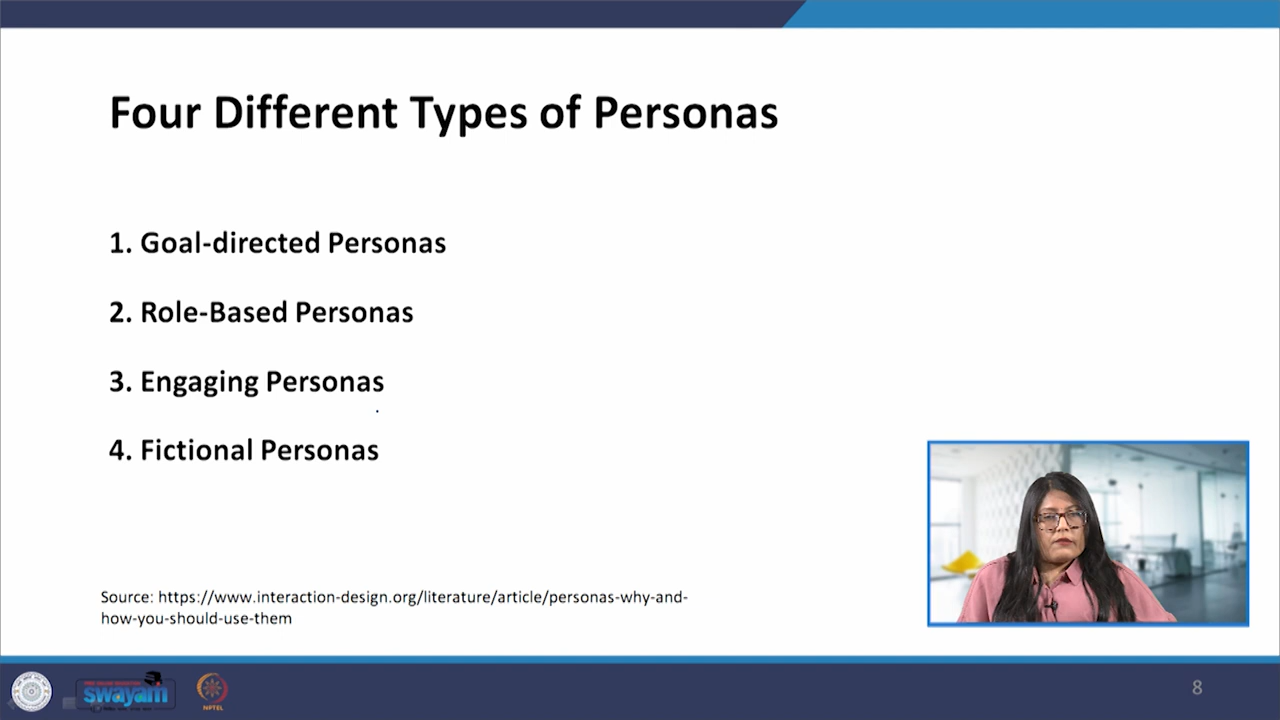 Four Different Types of Personas
1. Goal-directed Personas
2. Role-Based Personas
3. Engaging Personas
4. Fictional Personas
Source: https://www.interaction-design.org/literature/article/personas-why-and-
how-you-should-use-them
swayam
NPTEL
8